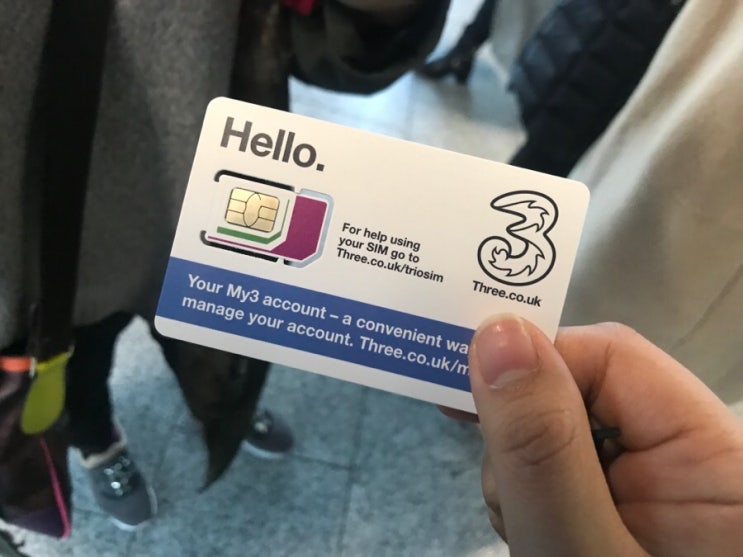 Hello.
For help using
your SIM go to
Three.co.uk/triosim
3
Three.co.uk
Your My3 account – a convenient
manage your account. Three.co.uk/